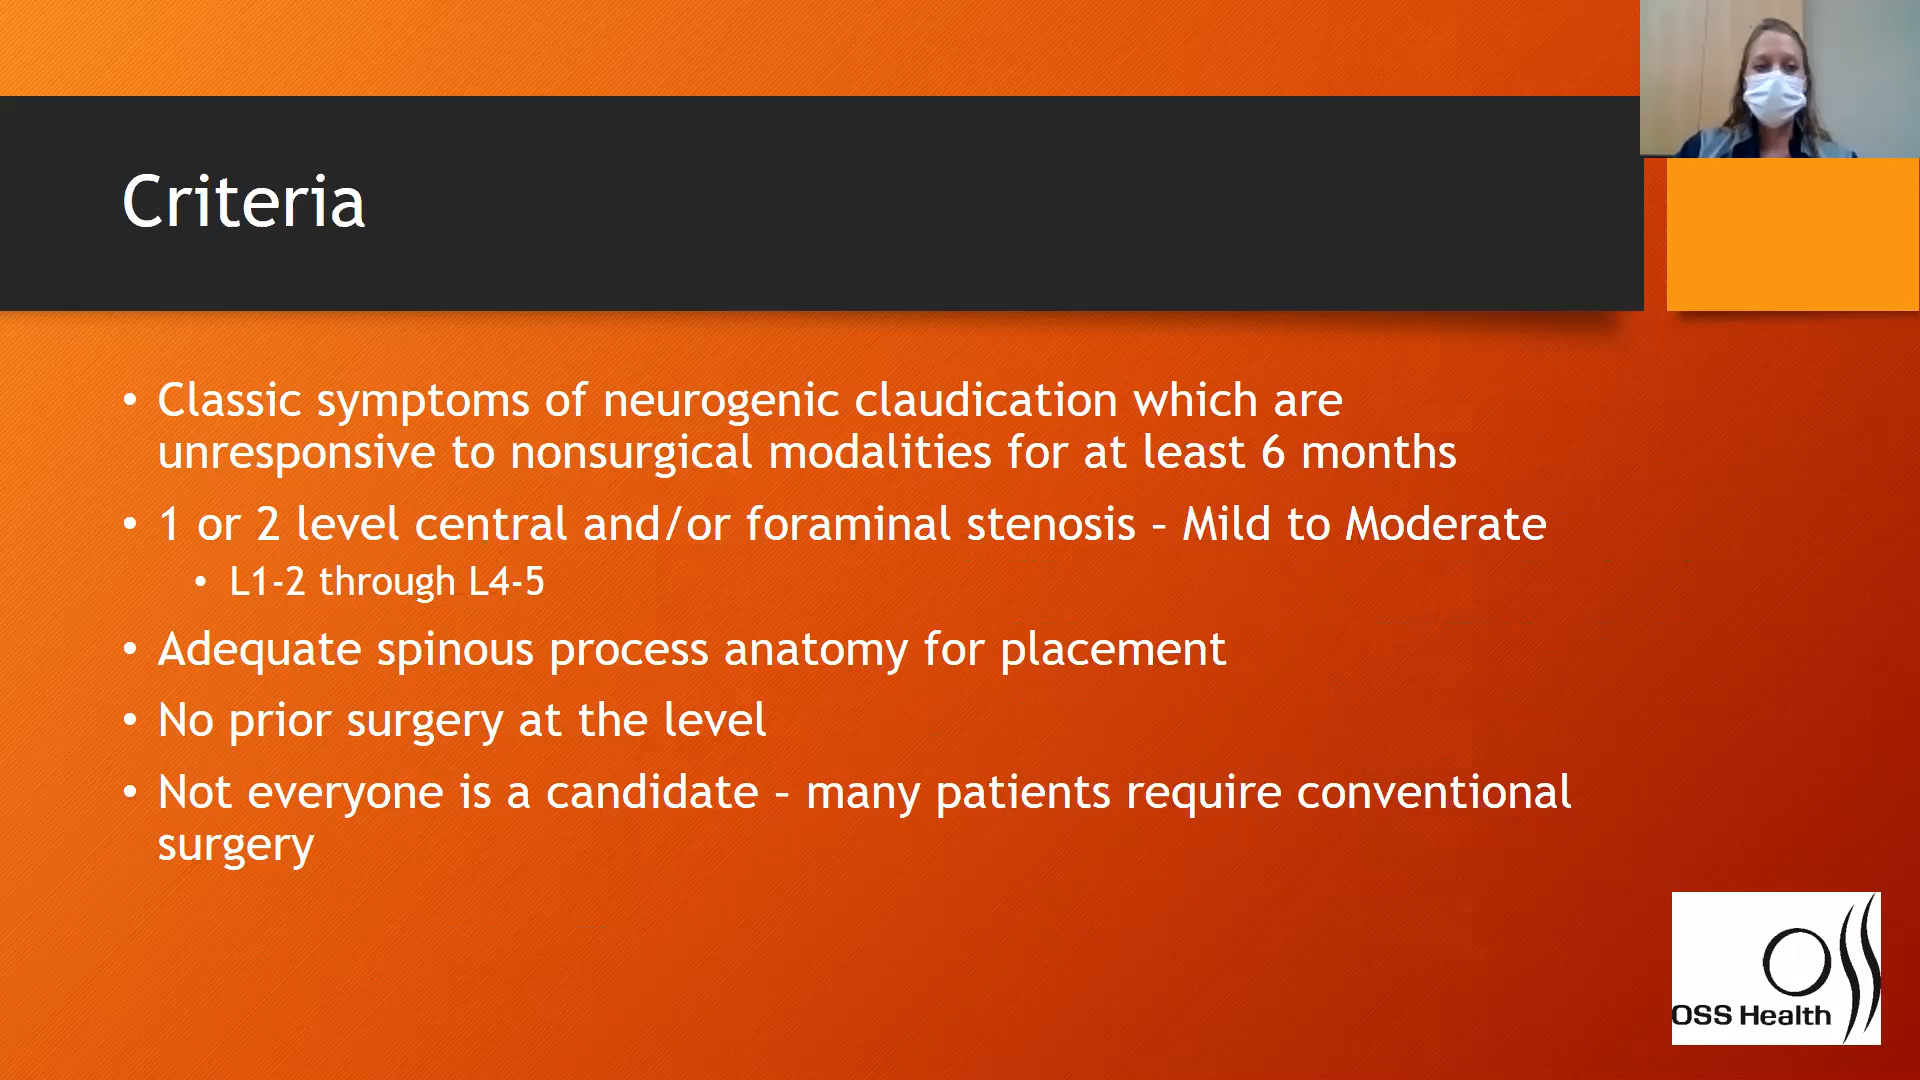 Criteria
• Classic symptoms of neurogenic claudication which are
unresponsive to nonsurgical modalities for at least 6 months
• 1 or 2 level central and/or foraminal stenosis – Mild to Moderate
• L1-2 through L4-5
• Adequate spinous process anatomy for placement
• No prior surgery at the level
• Not everyone is a candidate – many patients require conventional
surgery
OSS Health